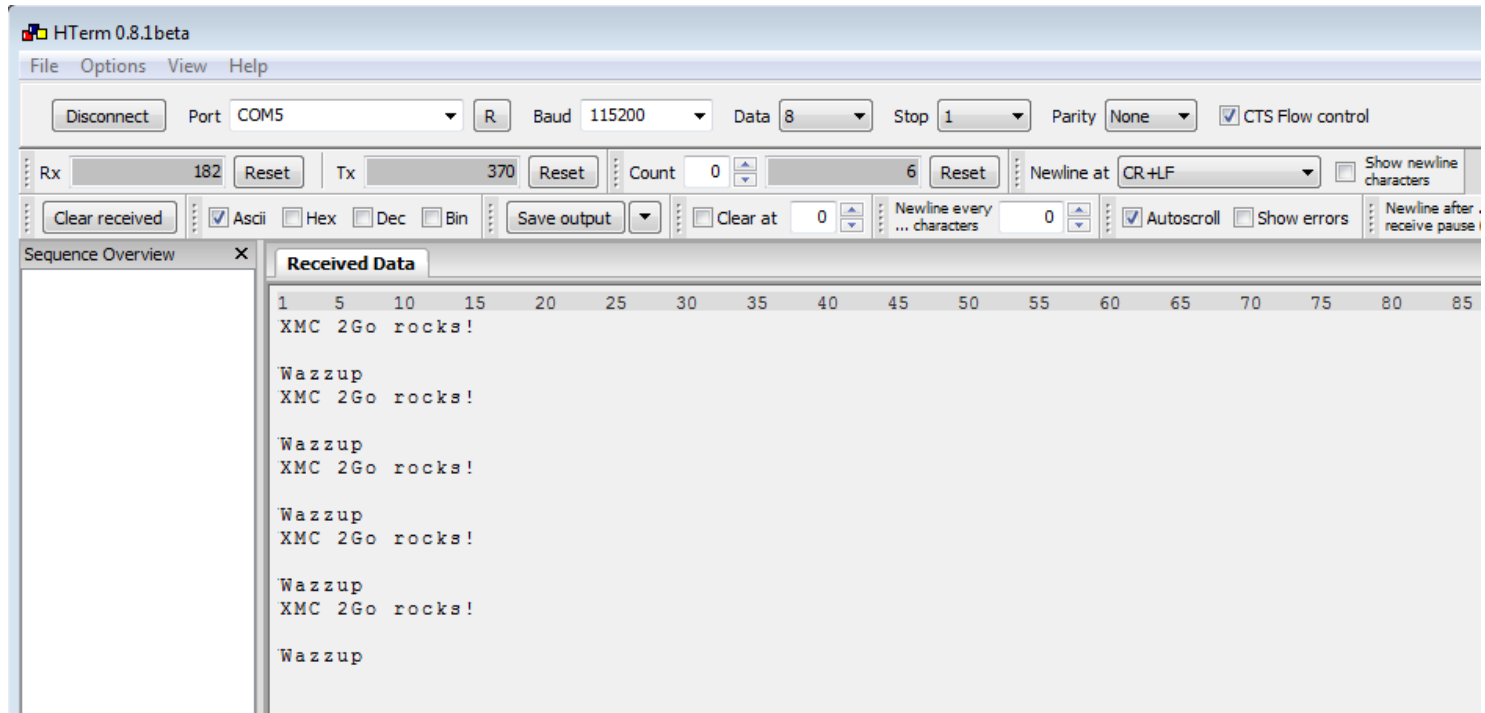 HTerm 0.8.1beta
File Options View Help
Disconnect Port COM5 R Baud 115200 Data 8 Stop 1 Parity None CTS Flow control
Rx 182 Reset Tx 370 Reset Count 0 6 Reset Newline at CR+LF Show newline characters
Clear received Ascii Hex Dec Bin Save output Clear at 0 Newline every ... characters 0 Autoscroll Show errors Newline after ... receive pause
Sequence Overview X Received Data
1 5 10 15 20 25 30 35 40 45 50 55 60 65 70 75 80 85
XMC 2Go rocks!
Wazzup
XMC 2Go rocks!
Wazzup
XMC 2Go rocks!
Wazzup
XMC 2Go rocks!
Wazzup
XMC 2Go rocks!
Wazzup